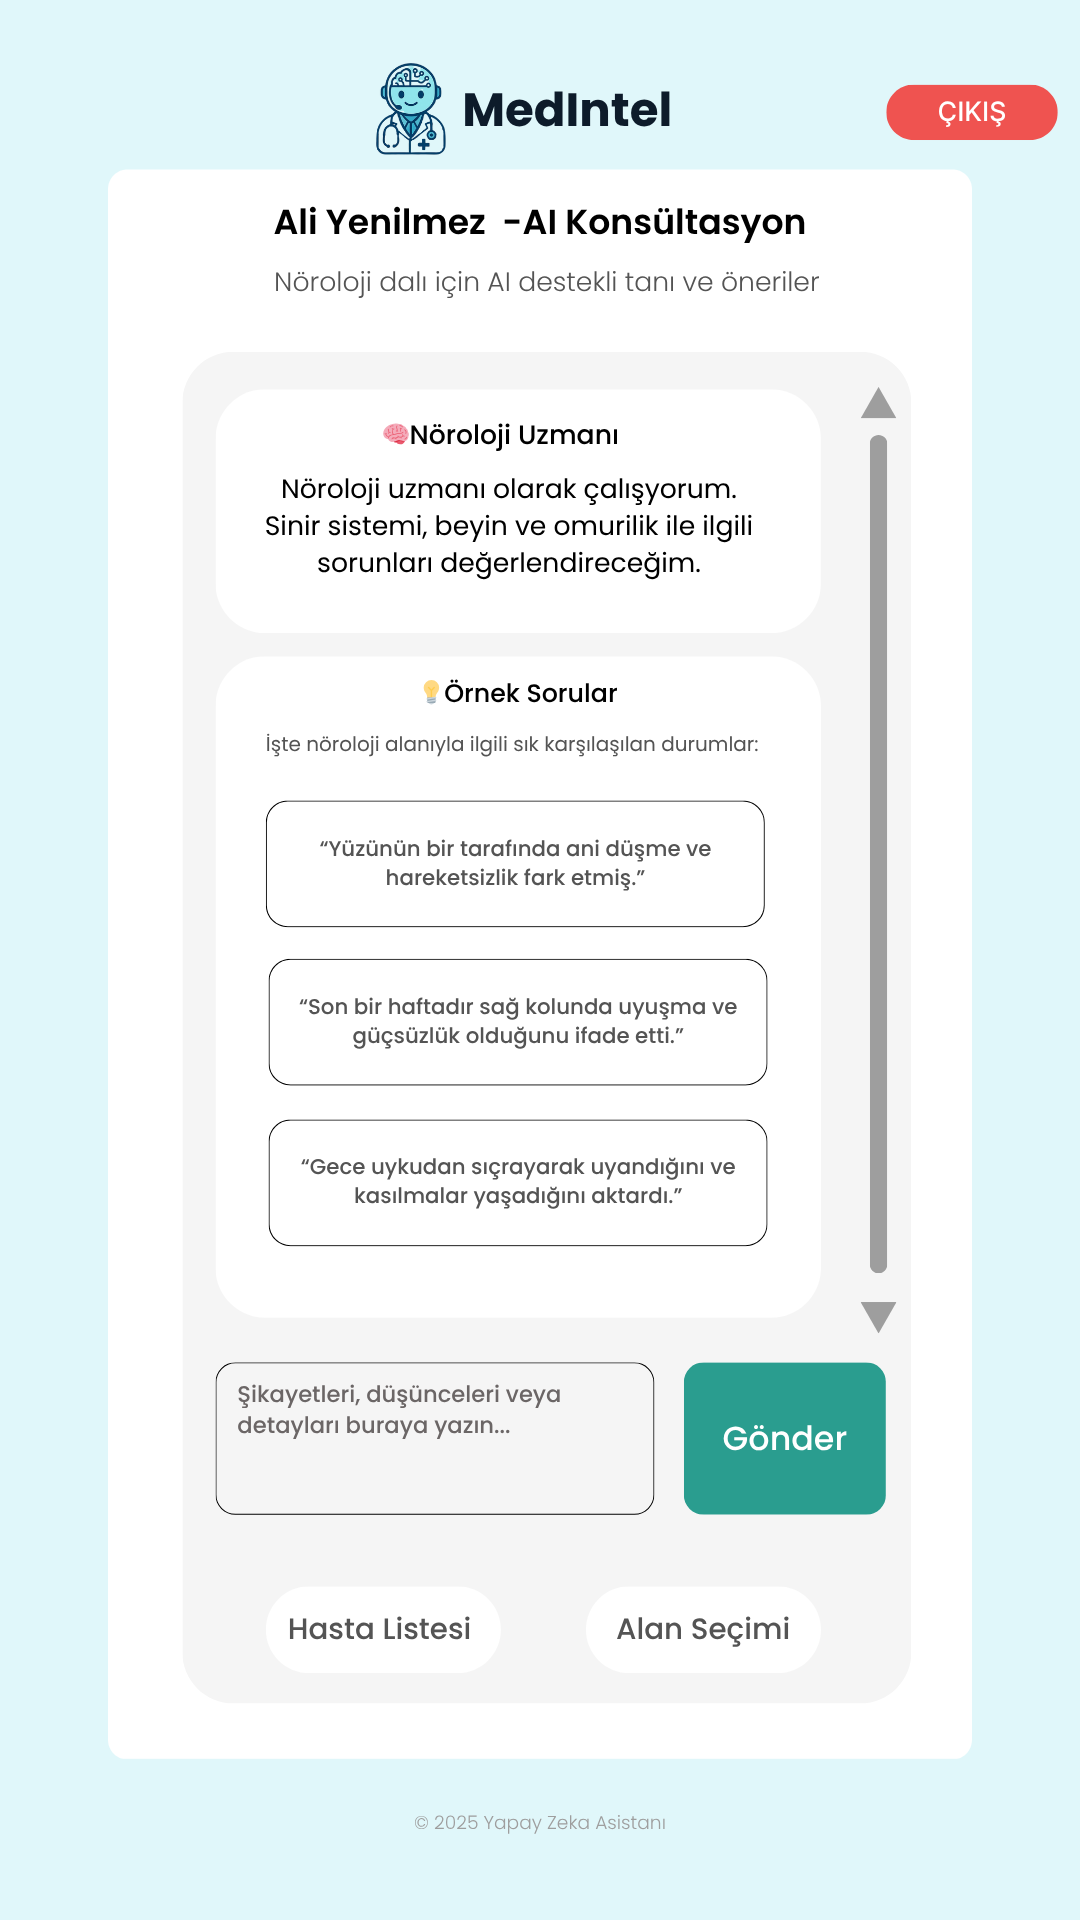 MedIntel
ÇIKIŞ
Ali Yenilmez -AI Konsültasyon
Nöroloji dalı için AI destekli tanı ve öneriler
🧠Nöroloji Uzmanı
Nöroloji uzmanı olarak çalışyorum.
Sinir sistemi, beyin ve omurilik ile ilgili
sorunları değerlendireceğim.
💡Örnek Sorular
İşte nöroloji alanıyla ilgili sık karşılaşılan durumlar:
“Yüzünün bir tarafında ani düşme ve
hareketsizlik fark etmiş.”
“Son bir haftadır sağ kolunda uyuşma ve
güçsüzlük olduğunu ifade etti.”
“Gece uykudan sıçrayarak uyandığını ve
kasılmalar yaşadığını aktardı.”
Şikayetleri, düşünceleri veya
detayları buraya yazın...
Gönder
Hasta Listesi
Alan Seçimi
© 2025 Yapay Zeka Asistanı